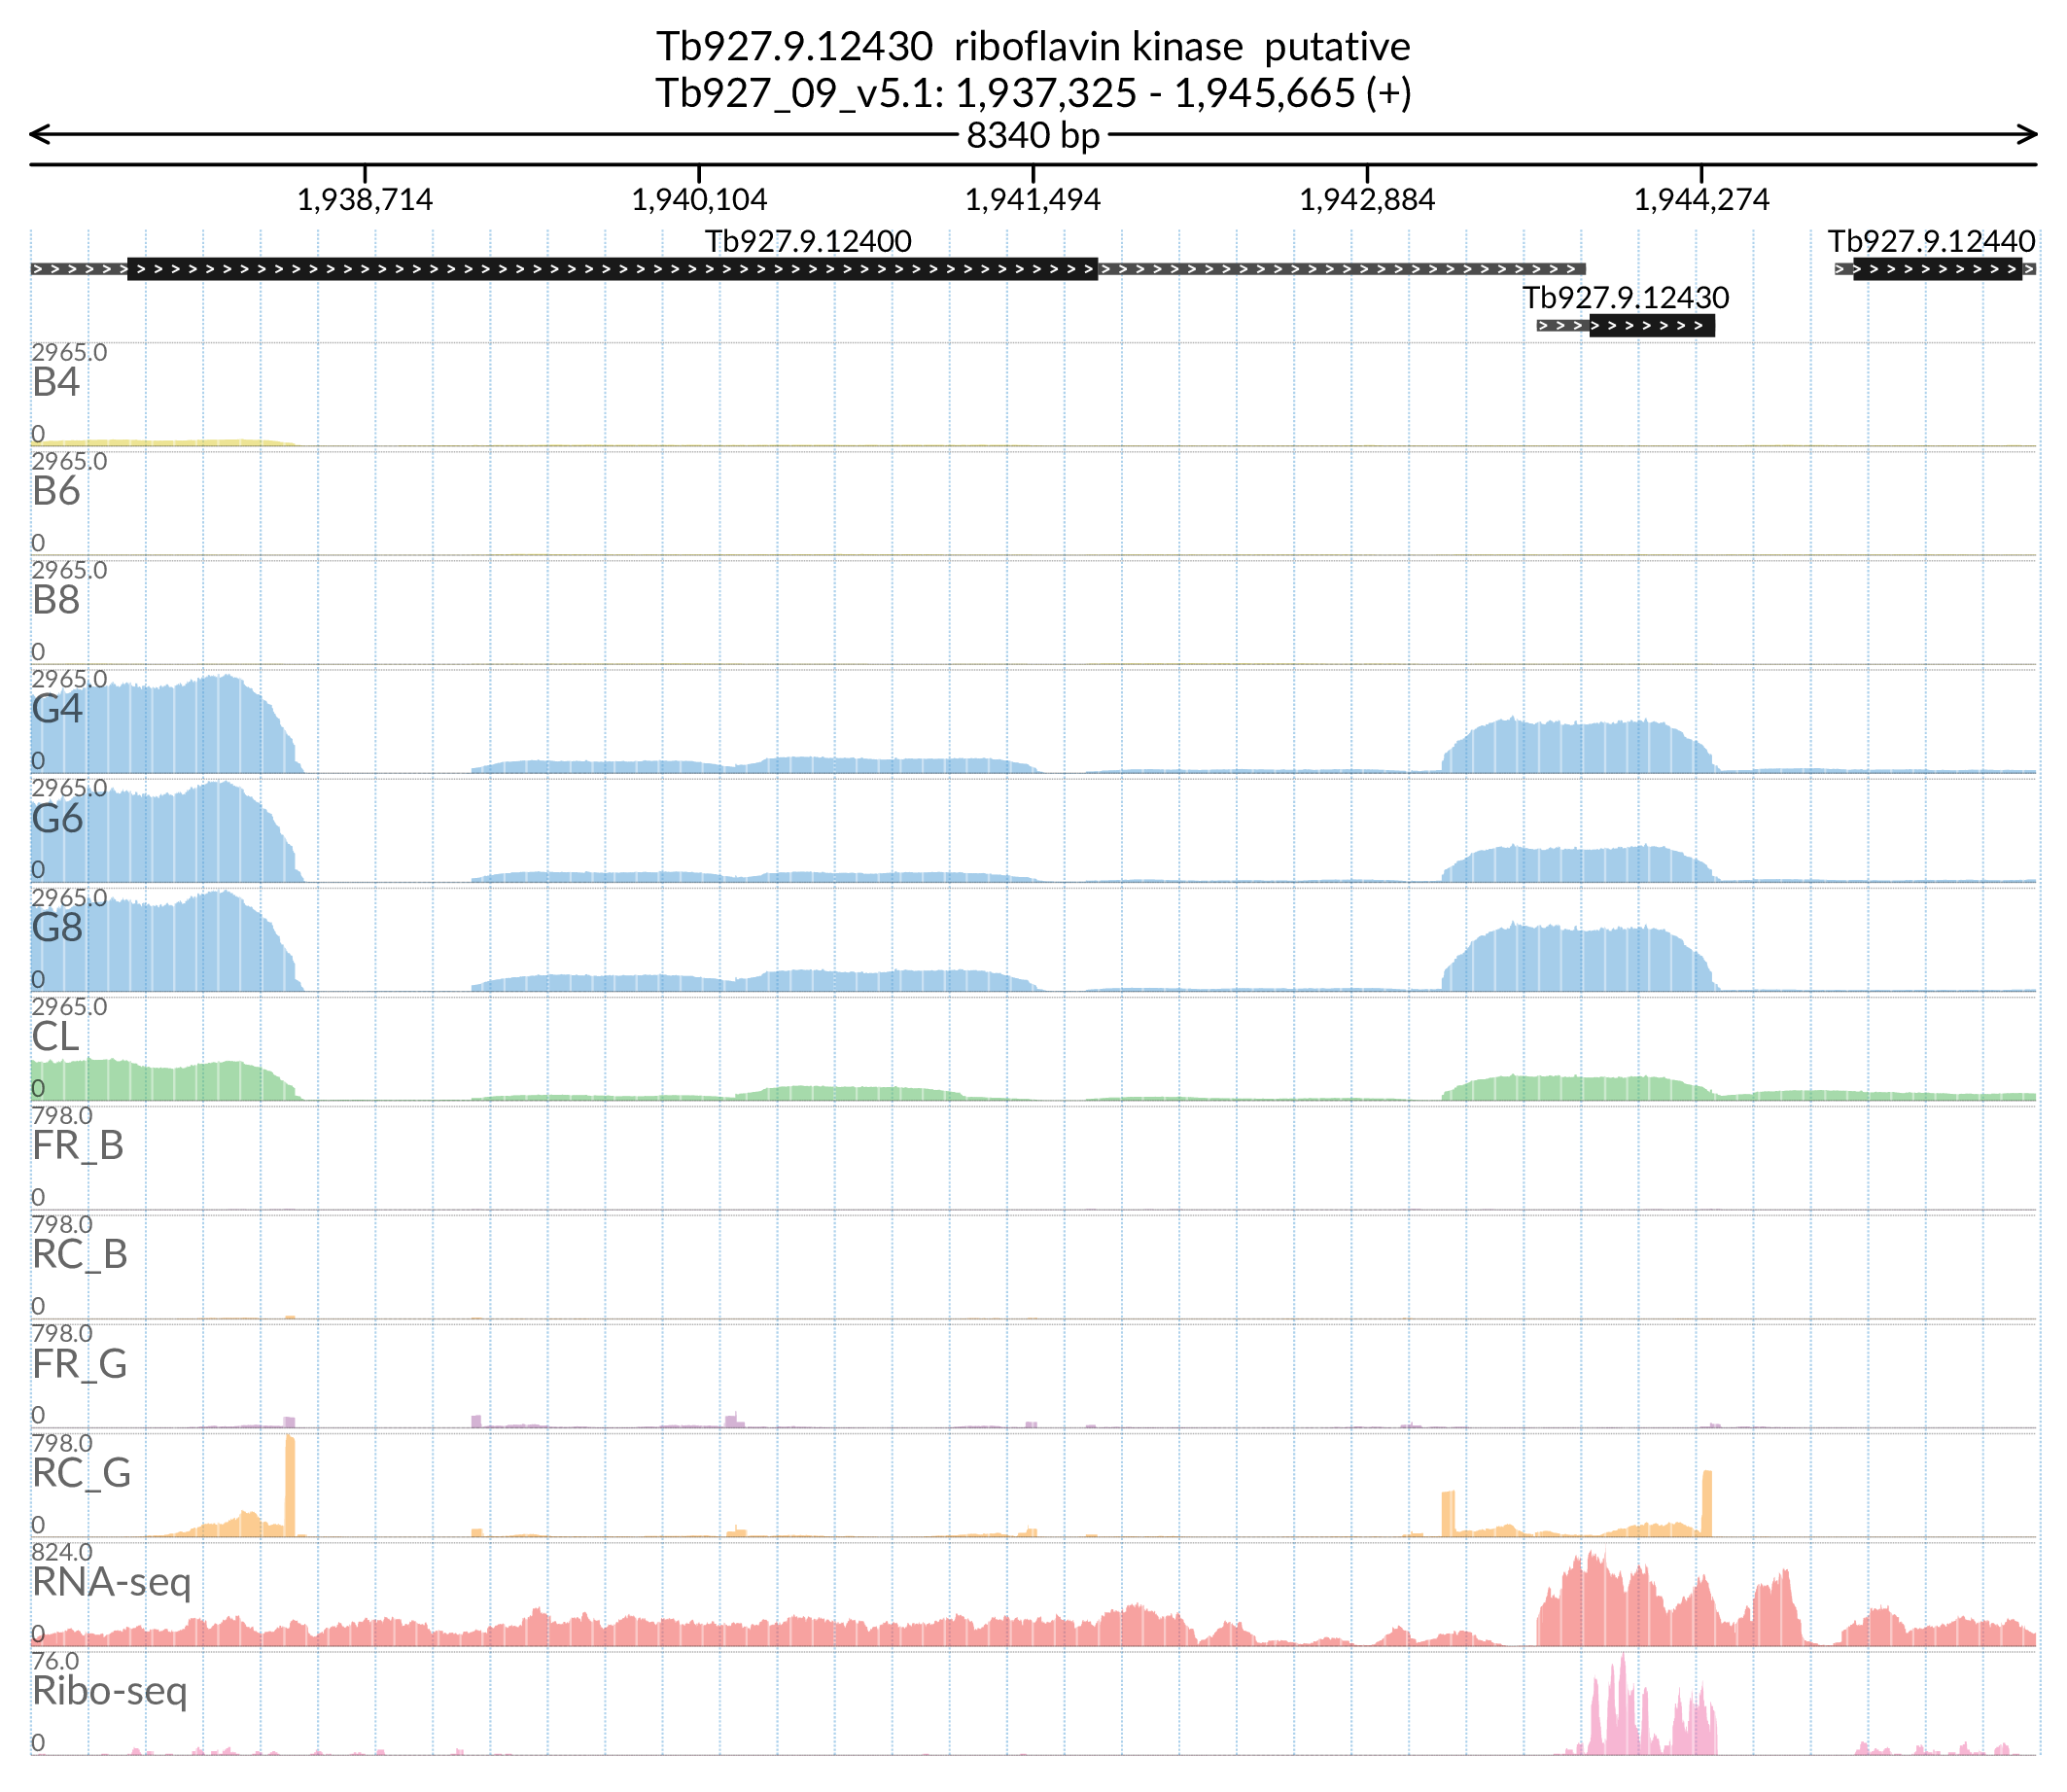 Tb927.9.12430 riboflavin kinase putative
Tb927_09_v5.1: 1,937,325 - 1,945,665 (+)
8340 bp
1,938,714 1,940,104 1,941,494 1,942,884 1,944,274
Tb927.9.12400 Tb927.9.12440
Tb927.9.12430
2965.0
B4
0
2965.0
B6
0
2965.0
B8
0
2965.0
G4
0
2965.0
G6
0
2965.0
G8
0
2965.0
CL
0
798.0
FR_B
0
798.0
RC_B
0
798.0
FR_G
0
798.0
RC_G
0
824.0
RNA-seq
0
76.0
Ribo-seq
0